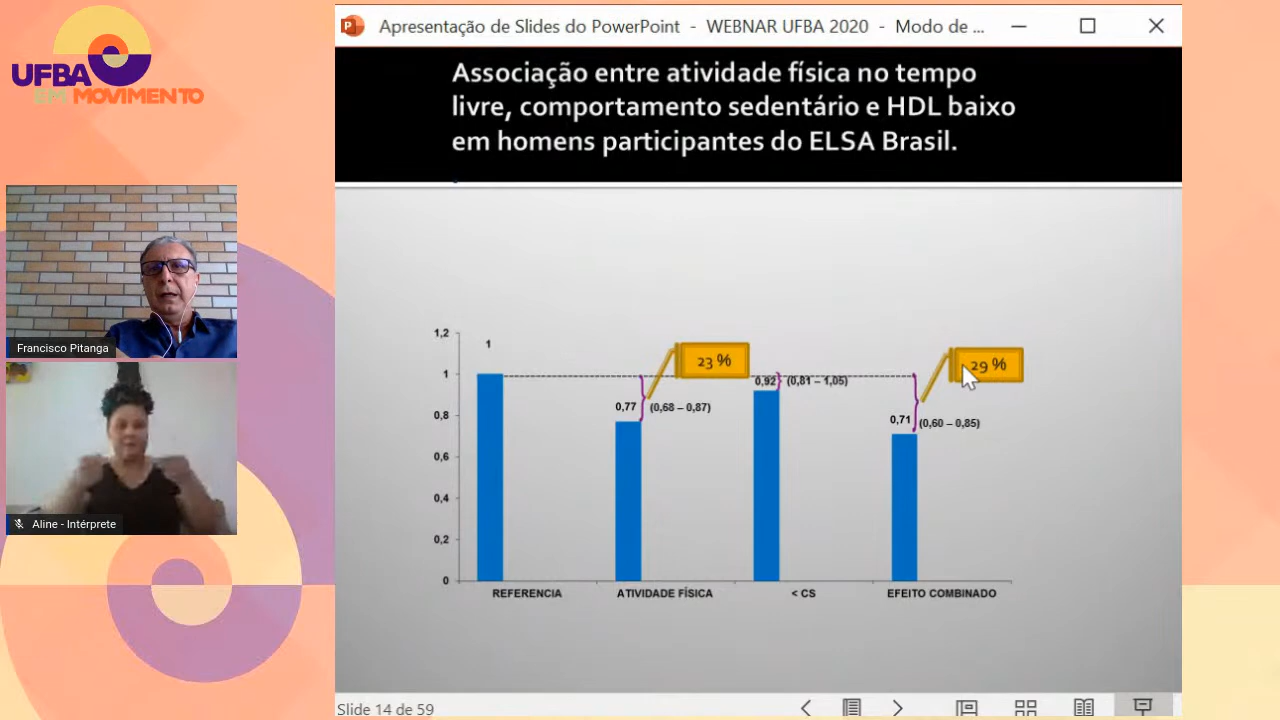 UFBA
EM MOVIMENTO
Apresentação de Slides do PowerPoint - WEBNAR UFBA 2020 - Modo de ...
Associação entre atividade física no tempo
livre, comportamento sedentário e HDL baixo
em homens participantes do ELSA Brasil.
Francisco Pitanga
Aline - Intérprete
1,2
1
0,8
0,6
0,4
0,2
0
1
23 %
0,77
(0,68 – 0,87)
0,92
(0,81 – 1,05)
29 %
0,71
(0,60 – 0,85)
REFERENCIA
ATIVIDADE FÍSICA
< CS
EFEITO COMBINADO
Slide 14 de 59